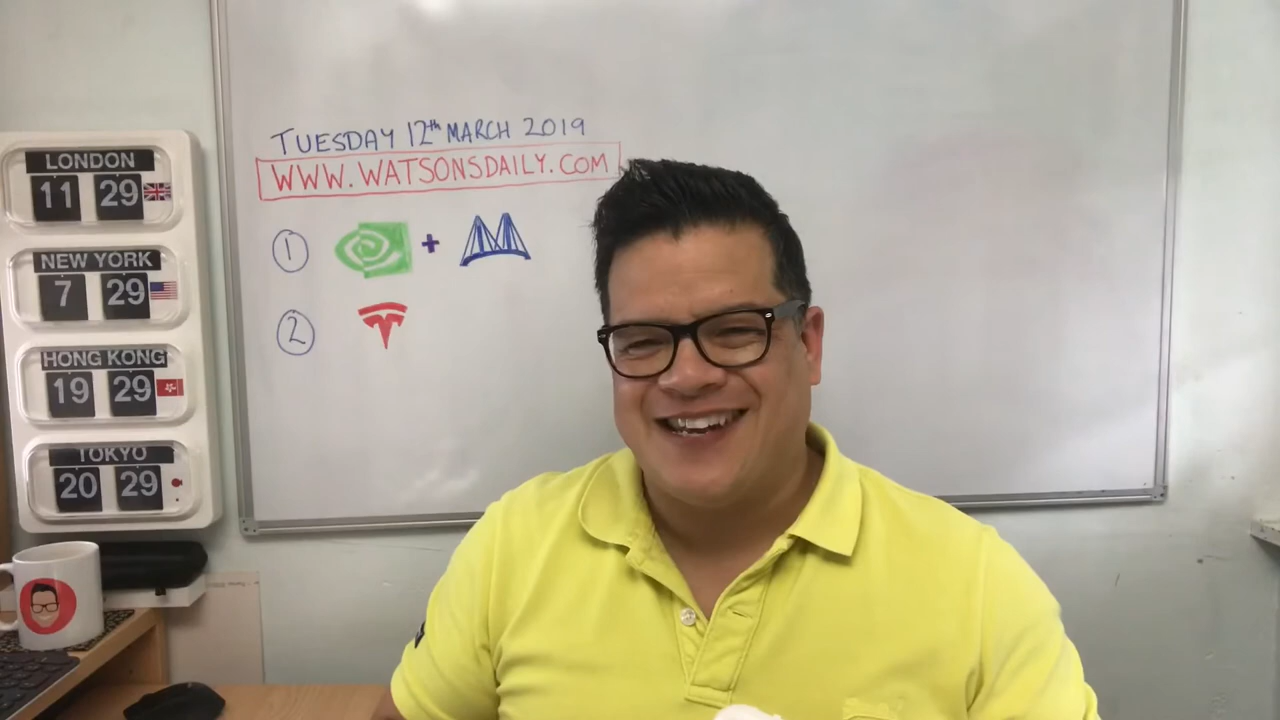 TUESDAY 12th MARCH 2019
WWW.WATSONSDAILY.COM
1
+
2
LONDON
11 29
NEW YORK
7 29
HONG KONG
19 29
TOKYO
20 29